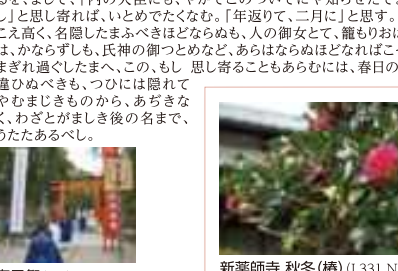 し」と思し寄れば、いとめでたくなむ。「年返りて、二月に」と思す。
こえ高く、名隠したまふべきほどならぬも、人の御女とて、籠もりお
は、かならずしも、氏神の御つとめなど、あらはならぬほどなればこ
まぎれ過ぐしたまへ、この、もし 思し寄ることもあらむには、春日の
違ひぬべきも、つひには隠れて
やむまじきものから、あぢきな
く、わざとがましき後の名まで、
うたたあるべし。
新薬師寺 秋冬(椿)(L331 N